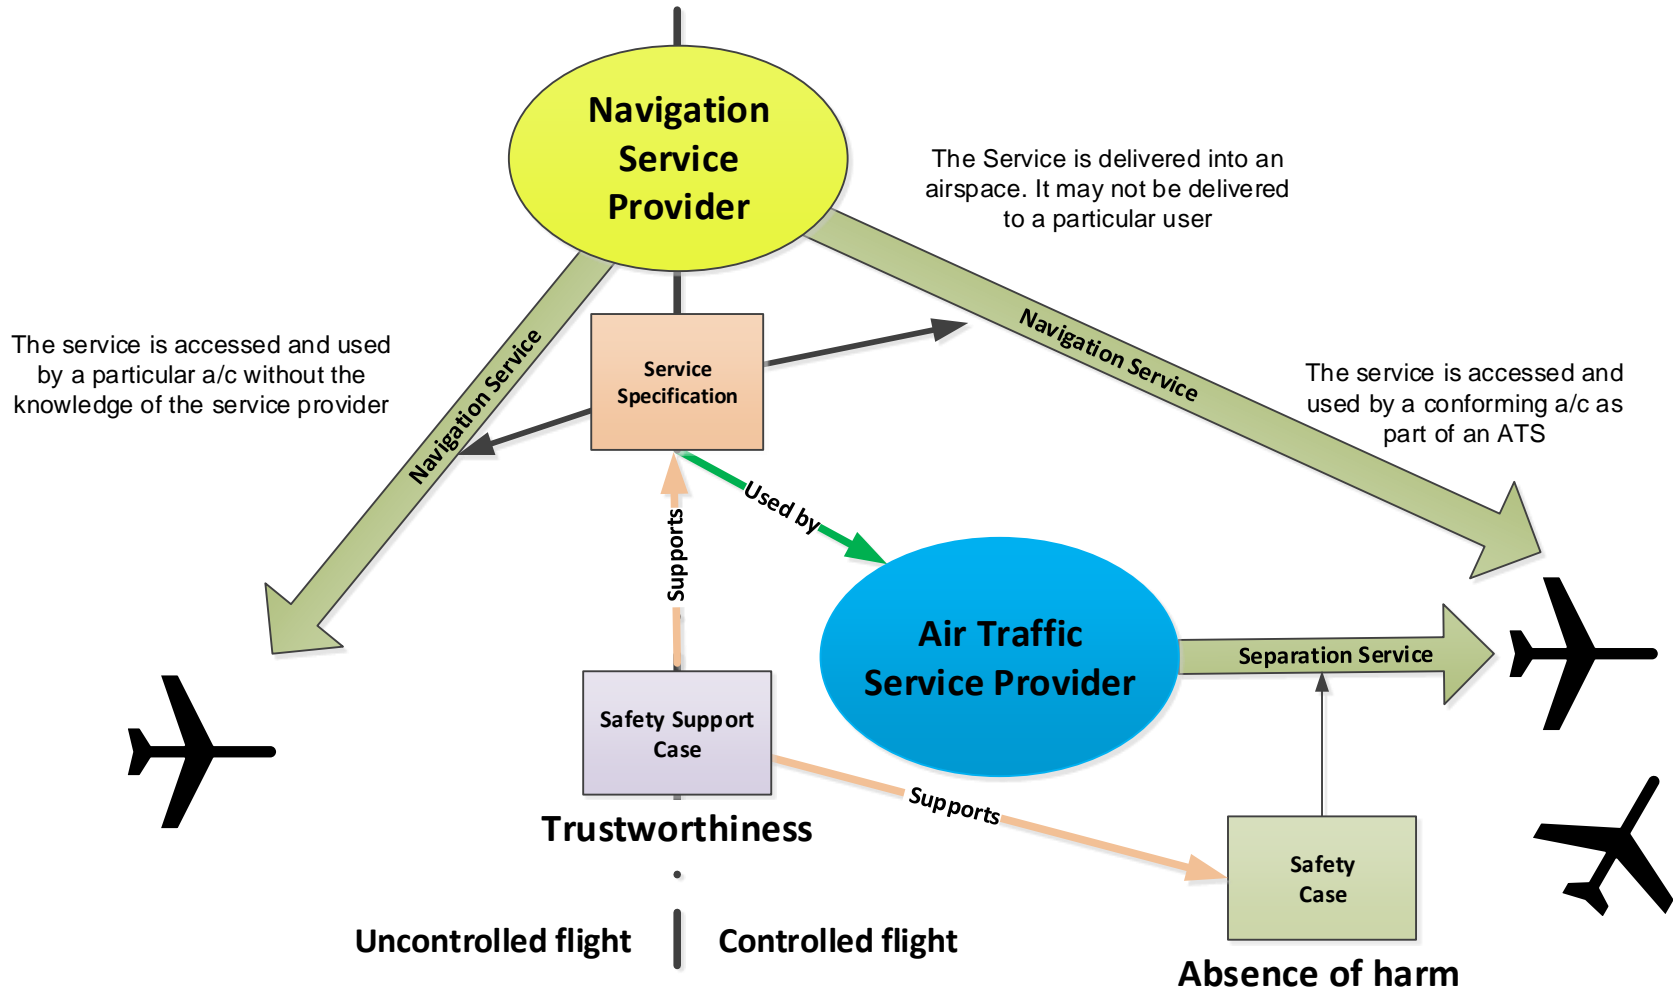 Navigation
Service
Provider
The Service is delivered into an
airspace. It may not be delivered
to a particular user
The service is accessed and used
by a particular a/c without the
knowledge of the service provider
Navigation Service
Service
Specification
Navigation Service
The service is accessed and
used by a conforming a/c as
part of an ATS
Used by
Supports
Air Traffic
Service Provider
Separation Service
Safety Support
Case
Trustworthiness
Supports
Safety
Case
Uncontrolled flight
Controlled flight
Absence of harm